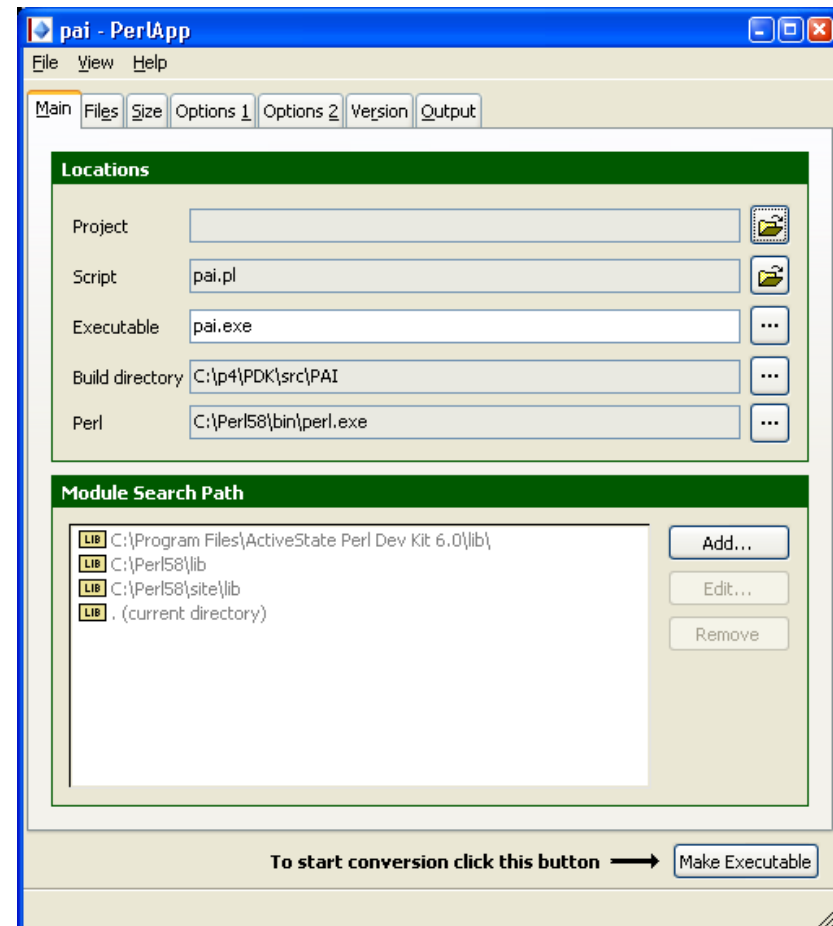 pai - PerlApp
File View Help
Main Files Size Options 1 Options 2 Version Output
Locations
Project
Script pai.pl
Executable pai.exe
Build directory C:\p4\PDK\src\PAI
Perl C:\Perl58\bin\perl.exe
Module Search Path
LIB C:\Program Files\ActiveState Perl Dev Kit 6.0\lib\
LIB C:\Perl58\lib
LIB C:\Perl58\site\lib
LIB . (current directory)
Add...
Edit...
Remove
To start conversion click this button Make Executable